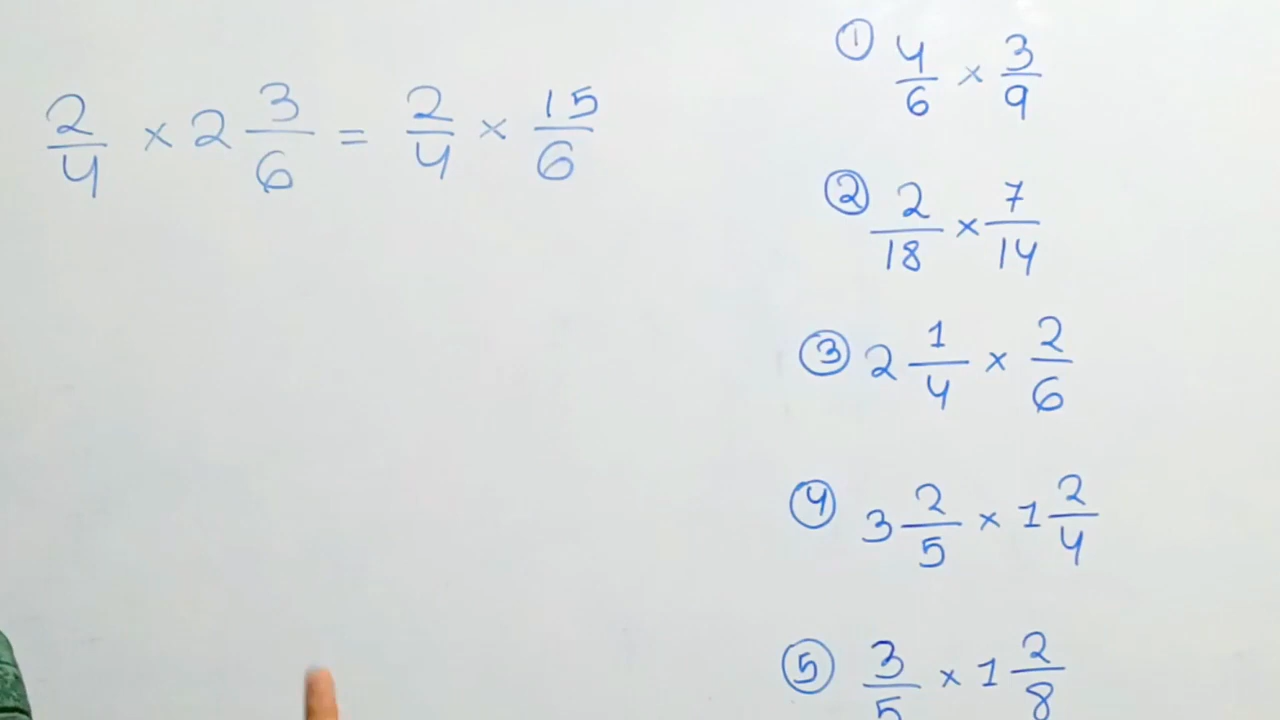 2/4 × 2 3/6 = 2/4 × 15/6
① 4/6 × 3/9
② 2/18 × 7/14
③ 2 1/4 × 2/6
④ 3 2/5 × 1 2/4
⑤ 3/5 × 1 2/8